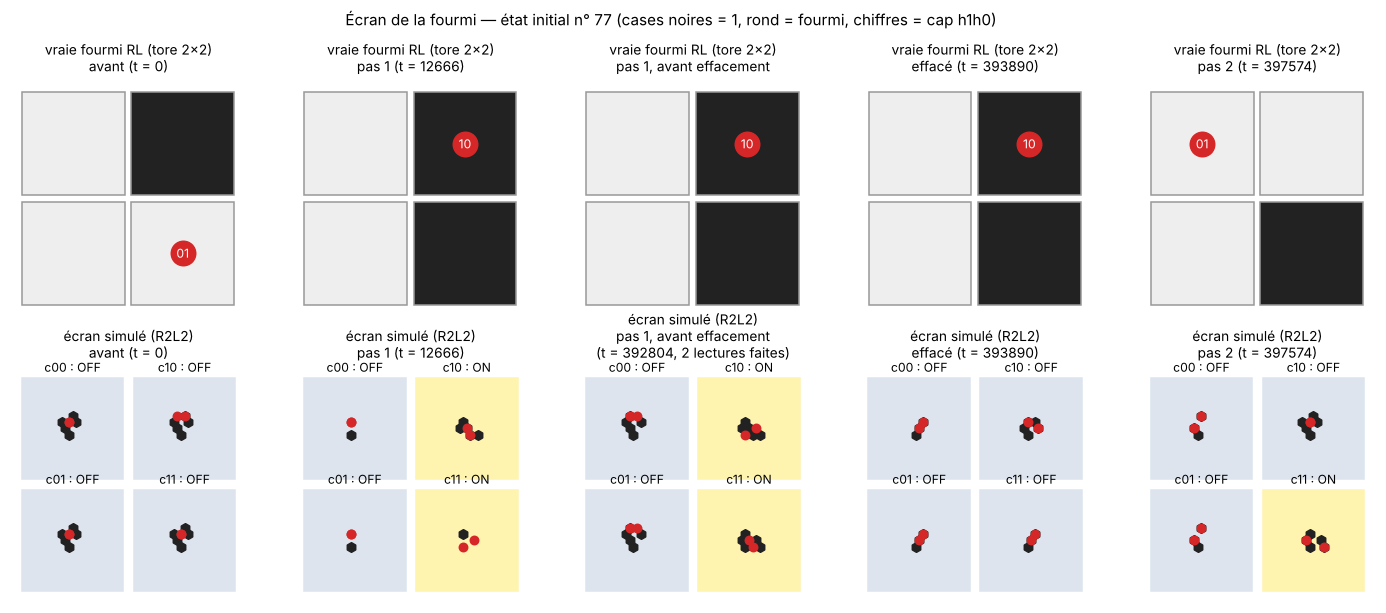 Écran de la fourmi — état initial n° 77 (cases noires = 1, rond = fourmi, chiffres = cap h1h0)
vraie fourmi RL (tore 2×2)
avant (t = 0)
vraie fourmi RL (tore 2×2)
pas 1 (t = 12666)
vraie fourmi RL (tore 2×2)
pas 1, avant effacement
vraie fourmi RL (tore 2×2)
effacé (t = 393890)
vraie fourmi RL (tore 2×2)
pas 2 (t = 397574)
01
10
10
10
01
écran simulé (R2L2)
avant (t = 0)
écran simulé (R2L2)
pas 1 (t = 12666)
écran simulé (R2L2)
pas 1, avant effacement
(t = 392804, 2 lectures faites)
écran simulé (R2L2)
effacé (t = 393890)
écran simulé (R2L2)
pas 2 (t = 397574)
c00 : OFF
c10 : OFF
c00 : OFF
c10 : ON
c00 : OFF
c10 : ON
c00 : OFF
c10 : OFF
c00 : OFF
c10 : OFF
c01 : OFF
c11 : OFF
c01 : OFF
c11 : ON
c01 : OFF
c11 : ON
c01 : OFF
c11 : OFF
c01 : OFF
c11 : ON